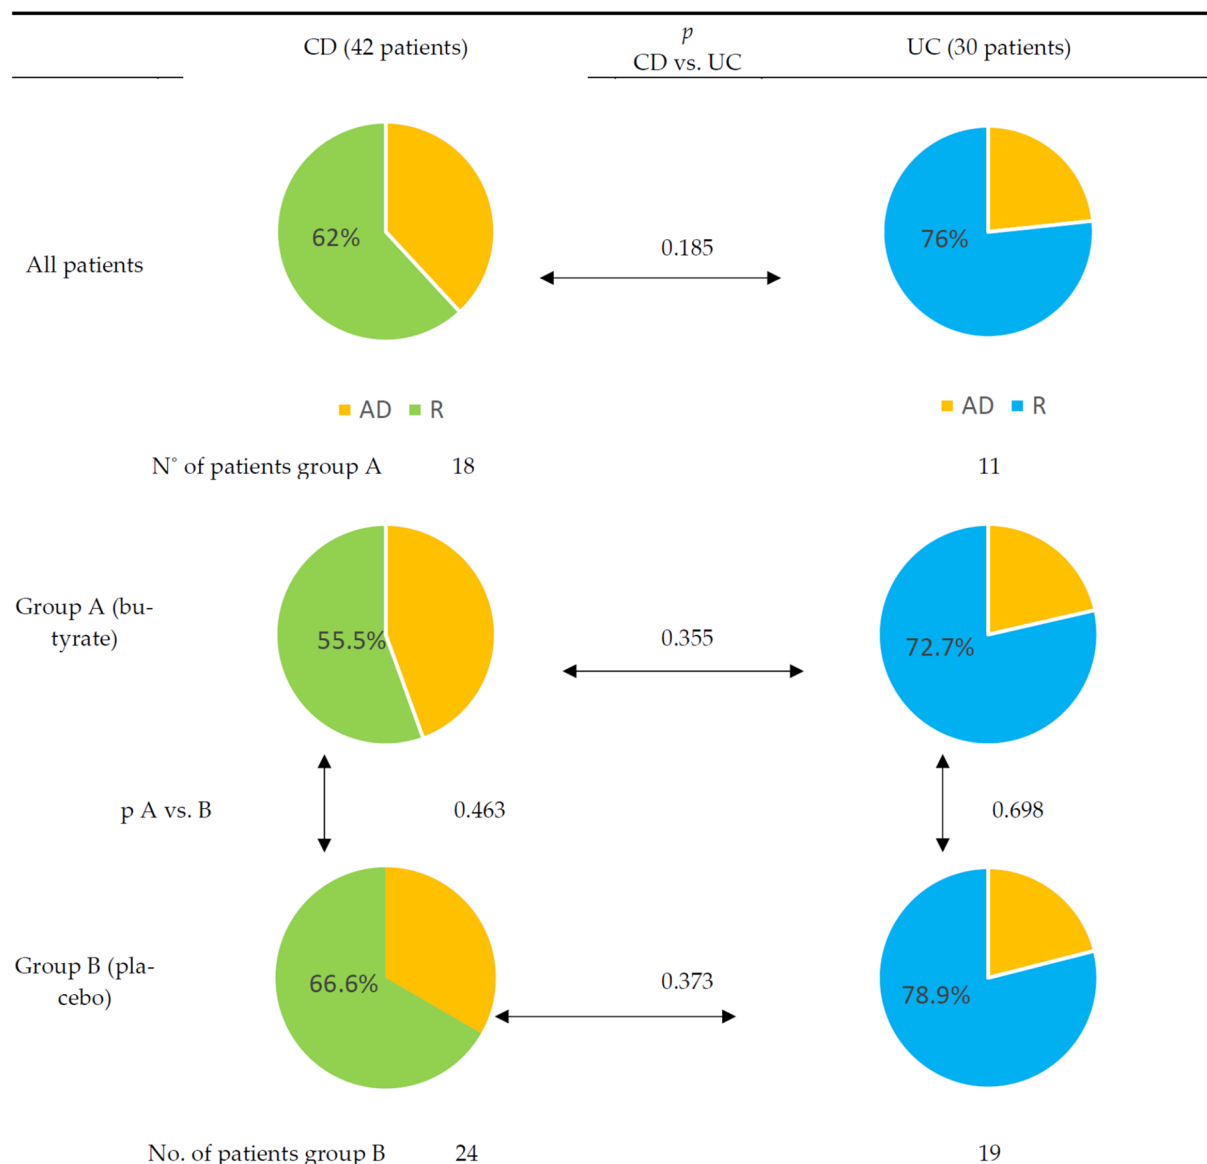 CD (42 patients)
p
CD vs. UC
UC (30 patients)
All patients
62%
0.185
76%
AD R
AD R
N° of patients group A 18 11
Group A (bu-
tyrate)
55.5%
0.355
72.7%
p A vs. B 0.463 0.698
Group B (pla-
cebo)
66.6%
0.373
78.9%
No. of patients group B 24 19